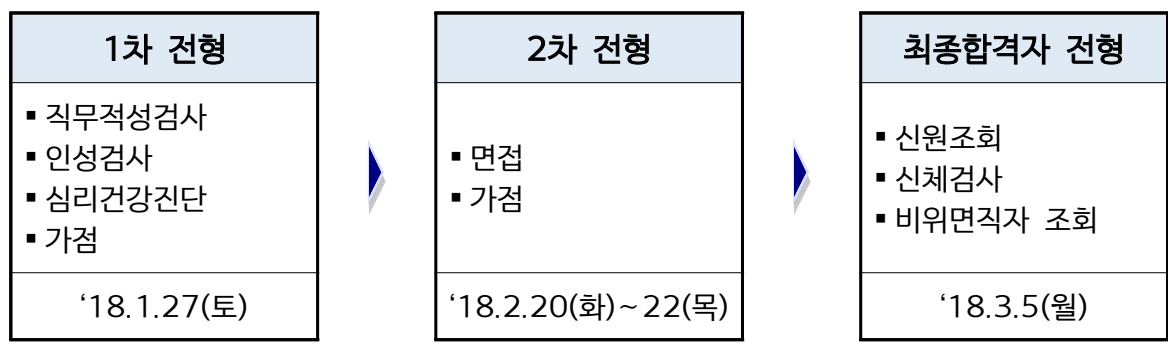 1차 전형
▪ 직무적성검사
▪ 인성검사
▪ 심리건강진단
▪ 가점
‘18.1.27(토)
2차 전형
▪ 면접
▪ 가점
‘18.2.20(화)~22(목)
최종합격자 전형
▪ 신원조회
▪ 신체검사
▪ 비위면직자 조회
‘18.3.5(월)